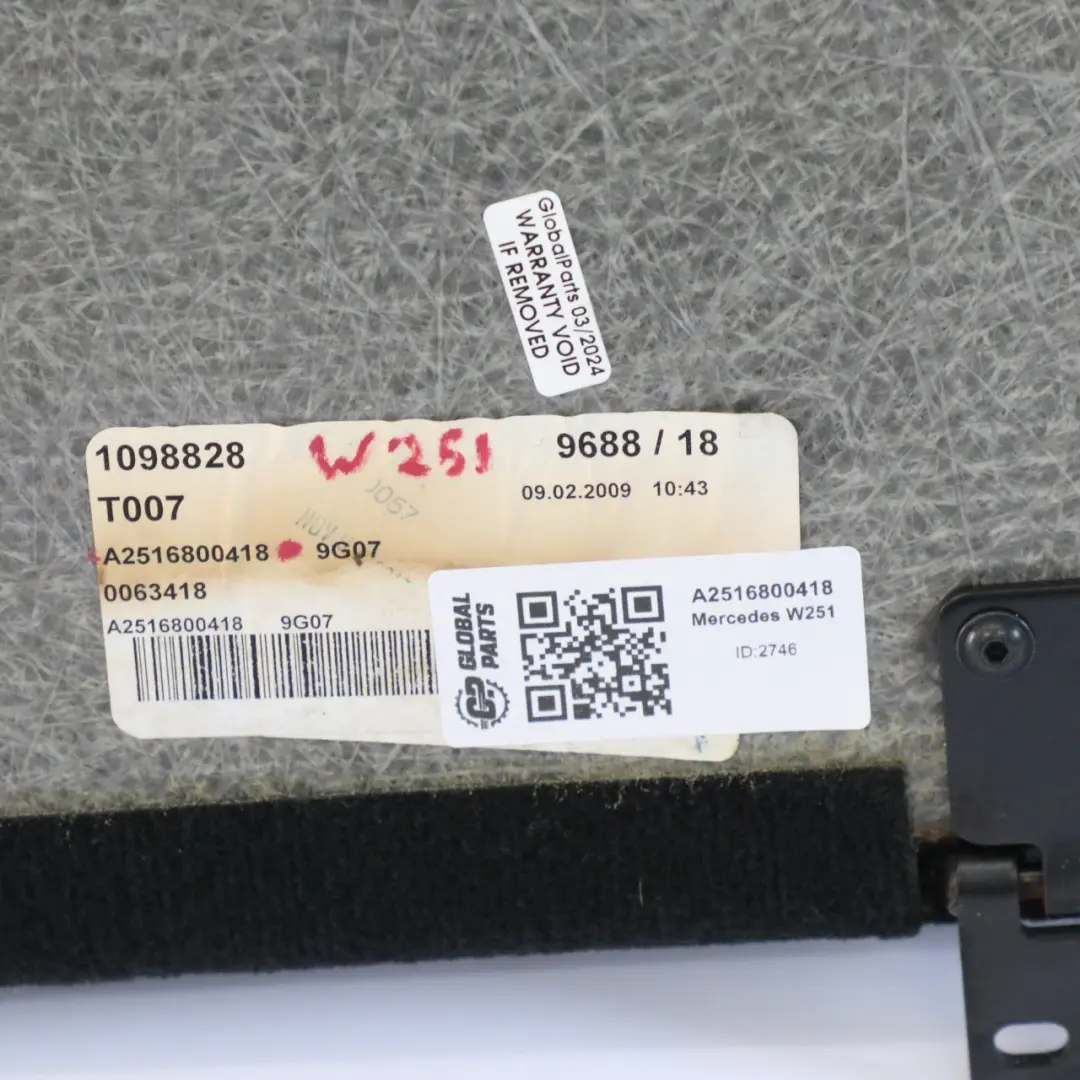 GlobalParts 03/2024
WARRANTY VOID
IF REMOVED
1098828
W251
9688 / 18
T007
09.02.2009 10:43
1057
A2516800418 9G07
0063418
A2516800418 9G07
GLOBAL
PARTS
A2516800418
Mercedes W251
ID:2746